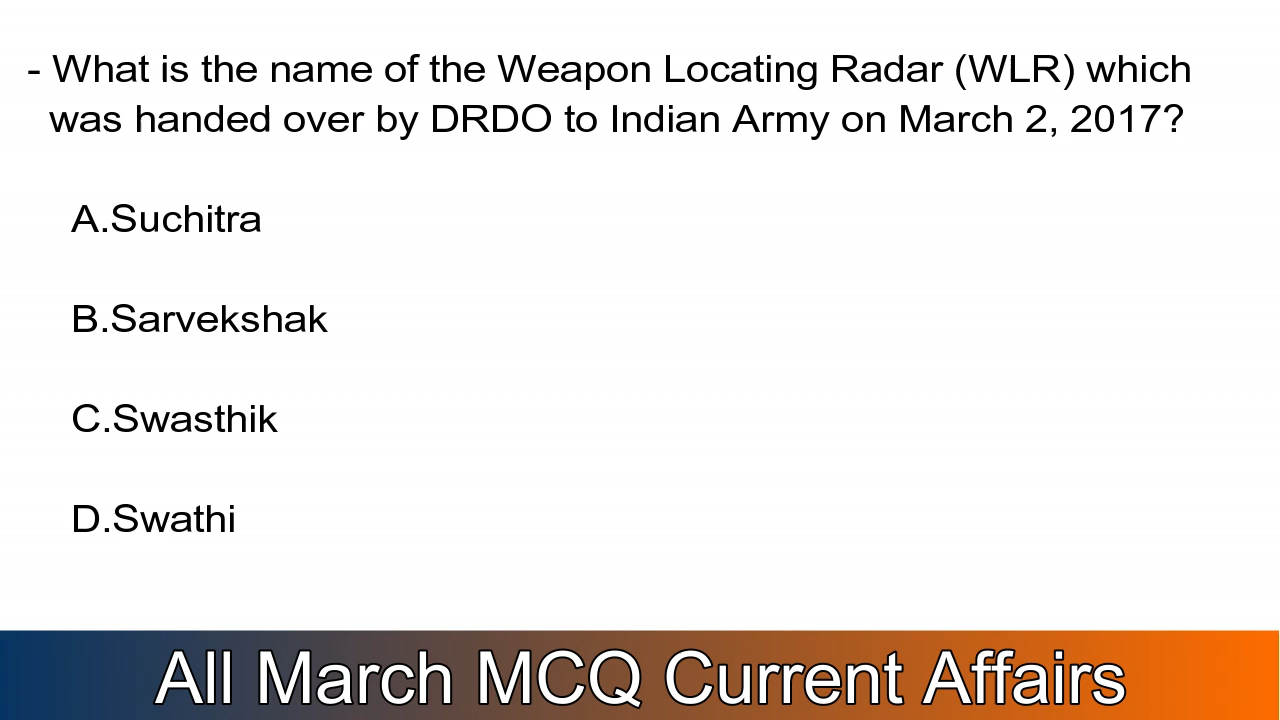 - What is the name of the Weapon Locating Radar (WLR) which
was handed over by DRDO to Indian Army on March 2, 2017?
A.Suchitra
B.Sarvekshak
C.Swasthik
D.Swathi
All March MCQ Current Affairs